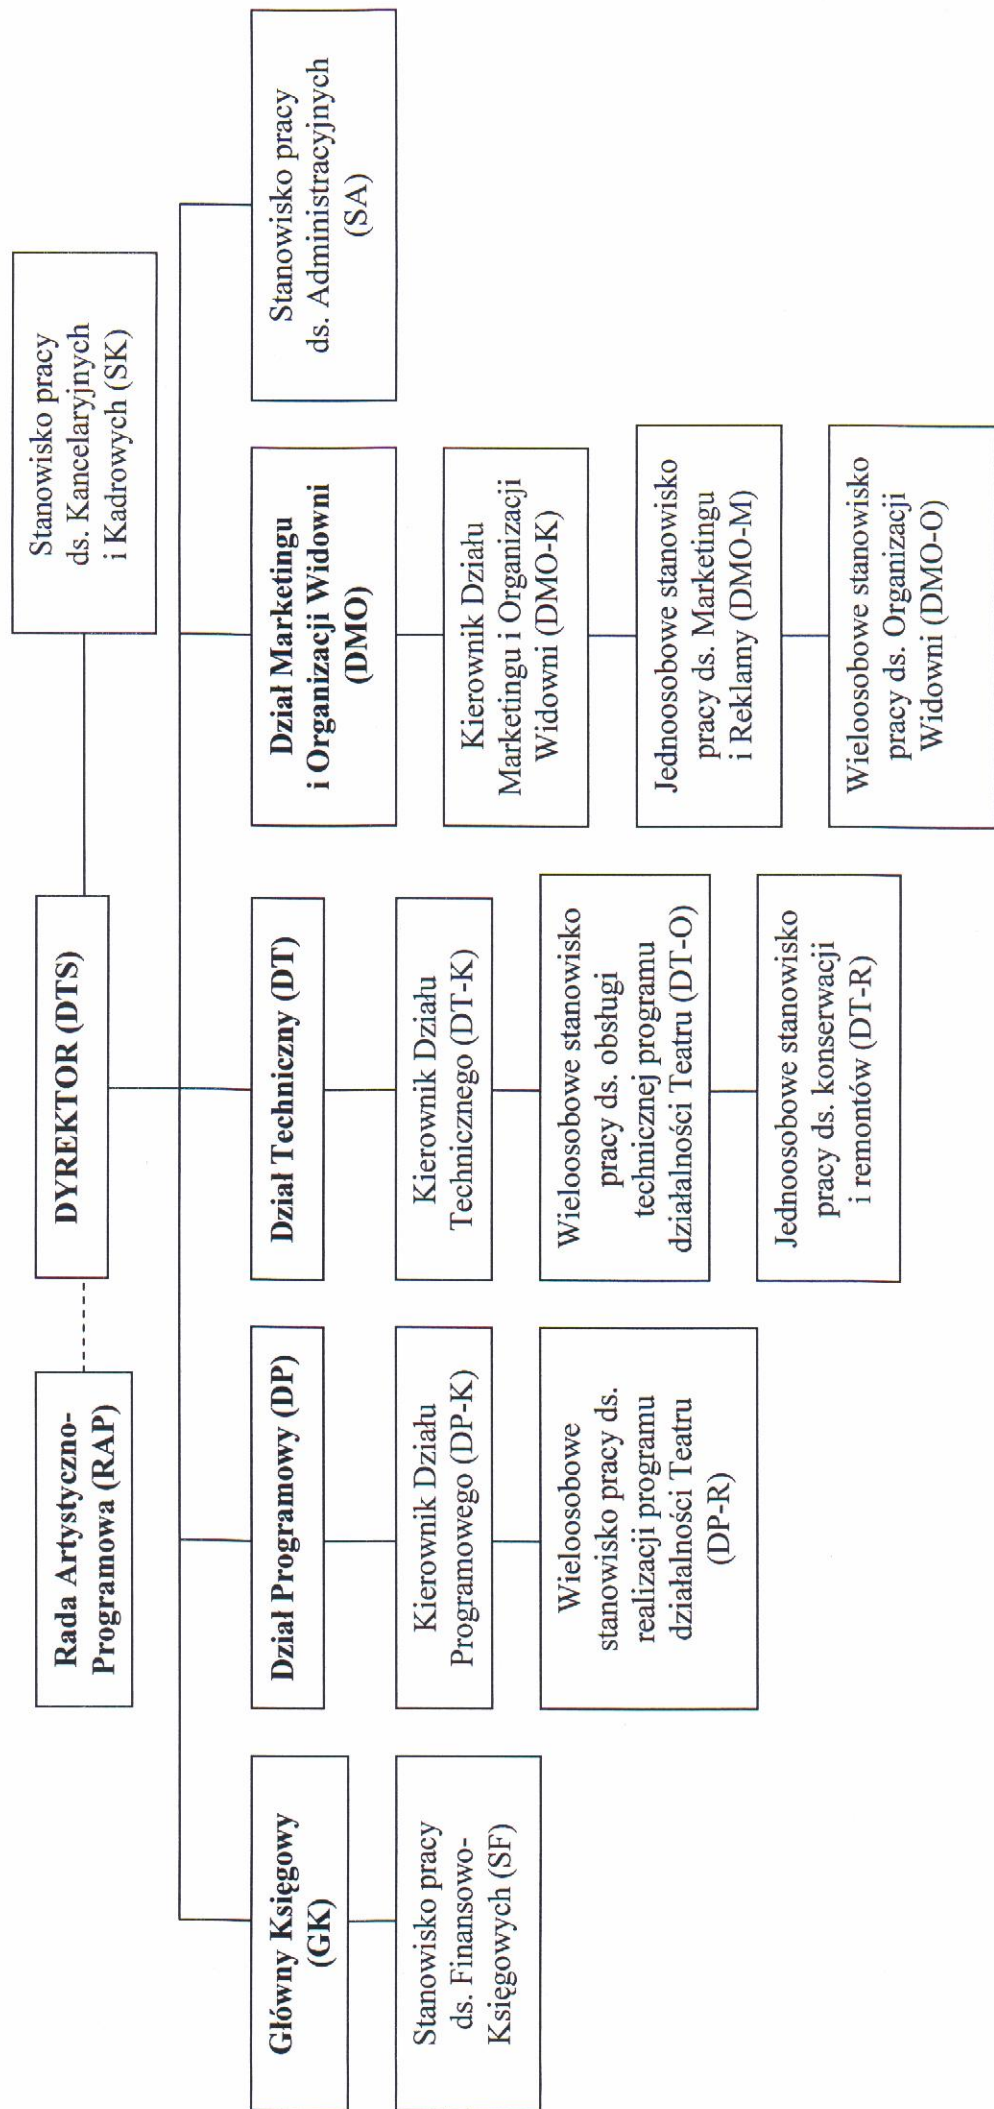 Rada Artystyczno-
Programowa (RAP)
DYREKTOR (DTS)
Stanowisko pracy
ds. Kancelaryjnych
i Kadrowych (SK)
Główny Księgowy
(GK)
Stanowisko pracy
ds. Finansowo-
Księgowych (SF)
Dział Programowy (DP)
Kierownik Działu
Programowego (DP-K)
Wieloosobowe
stanowisko pracy ds.
realizacji programu
działalności Teatru
(DP-R)
Dział Techniczny (DT)
Kierownik Działu
Technicznego (DT-K)
Wieloosobowe stanowisko
pracy ds. obsługi
technicznej programu
działalności Teatru (DT-O)
Jednoosobowe stanowisko
pracy ds. konserwacji
i remontów (DT-R)
Dział Marketingu
i Organizacji Widowni
(DMO)
Kierownik Działu
Marketingu i Organizacji
Widowni (DMO-K)
Jednoosobowe stanowisko
pracy ds. Marketingu
i Reklamy (DMO-M)
Wieloosobowe stanowisko
pracy ds. Organizacji
Widowni (DMO-O)
Stanowisko pracy
ds. Administracyjnych
(SA)